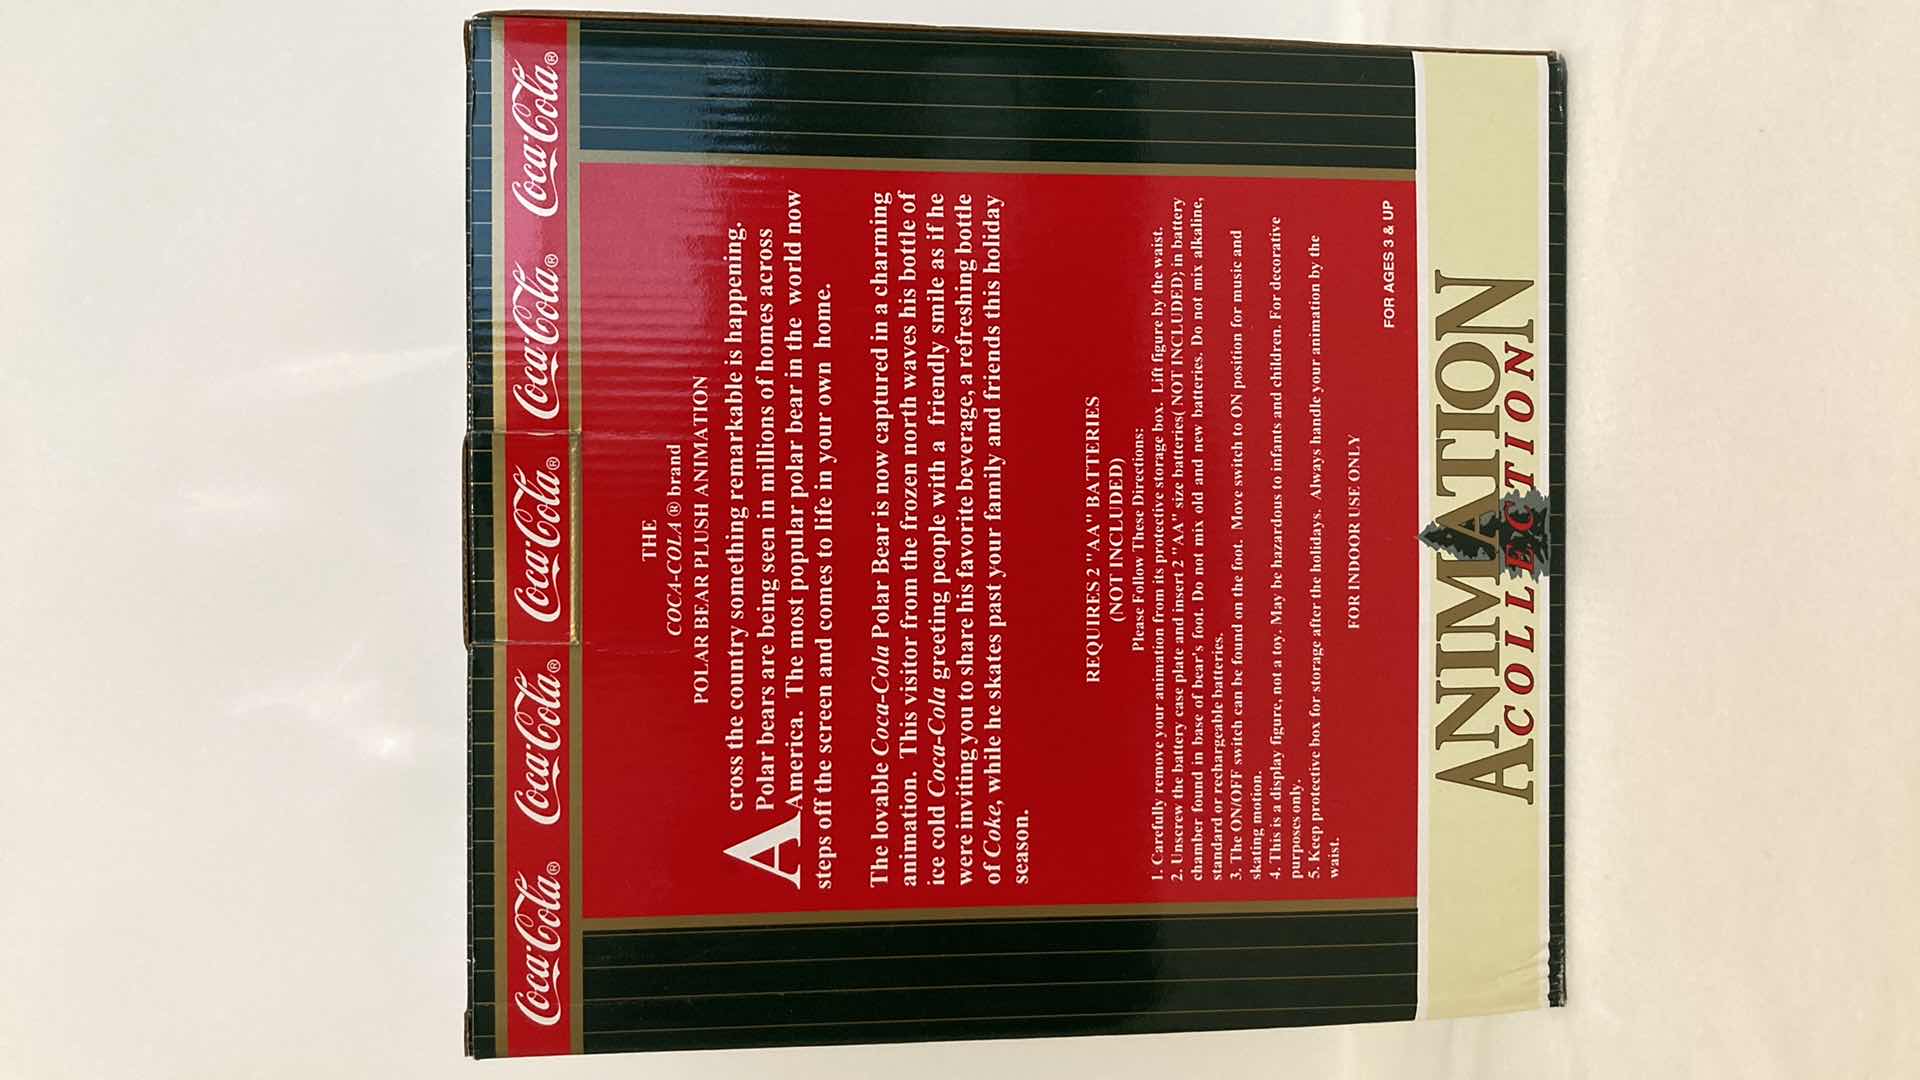 Coca-Cola® Coca-Cola® Coca-Cola® Coca-Cola® Coca-Cola®
THE
COCA-COLA ® brand
POLAR BEAR PLUSH ANIMATION
Across the country something remarkable is happening.
Polar bears are being seen in millions of homes across
America. The most popular polar bear in the world now
steps off the screen and comes to life in your own home.
The lovable Coca-Cola Polar Bear is now captured in a charming
animation. This visitor from the frozen north waves his bottle of
ice cold Coca-Cola greeting people with a friendly smile as if he
were inviting you to share his favorite beverage, a refreshing bottle
of Coke, while he skates past your family and friends this holiday
season.
REQUIRES 2 "AA" BATTERIES
(NOT INCLUDED)
Please Follow These Directions:
1. Carefully remove your animation from its protective storage box. Lift figure by the waist.
2. Unscrew the battery case plate and insert 2 "AA" size batteries( NOT INCLUDED); in battery
chamber found in base of bear's foot. Do not mix old and new batteries. Do not mix alkaline,
standard or rechargeable batteries.
3. The ON/OFF switch can be found on the foot. Move switch to ON position for music and
skating motion.
4. This is a display figure, not a toy. May be hazardous to infants and children. For decorative
purposes only.
5. Keep protective box for storage after the holidays. Always handle your animation by the
waist.
FOR INDOOR USE ONLY
FOR AGES 3 & UP
ANIMATION
COLLECTION